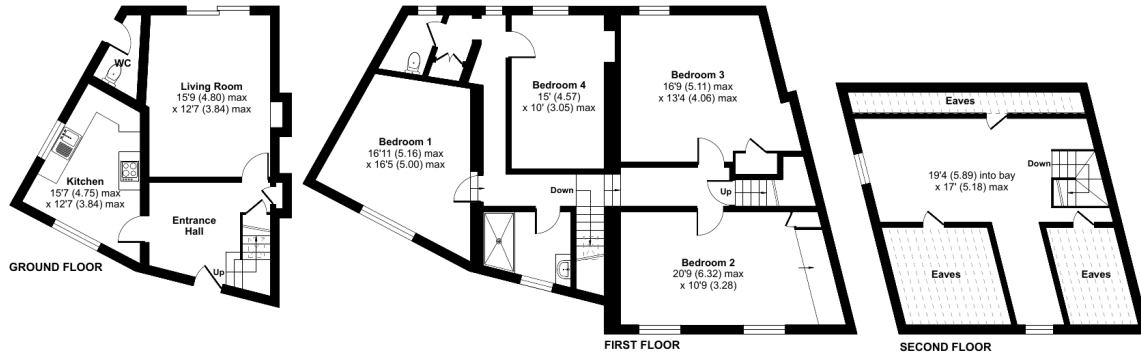 WC
Living Room
15'9 (4.80) max
x 12'7 (3.84) max
Kitchen
15'7 (4.75) max
x 12'7 (3.84) max
Entrance
Hall
Up
GROUND FLOOR
Bedroom 4
15' (4.57)
x 10' (3.05) max
Bedroom 3
16'9 (5.11) max
x 13'4 (4.06) max
Bedroom 1
16'11 (5.16) max
x 16'5 (5.00) max
Down
Up
Bedroom 2
20'9 (6.32) max
x 10'9 (3.28)
FIRST FLOOR
Eaves
19'4 (5.89) into bay
x 17' (5.18) max
Down
Eaves
Eaves
SECOND FLOOR